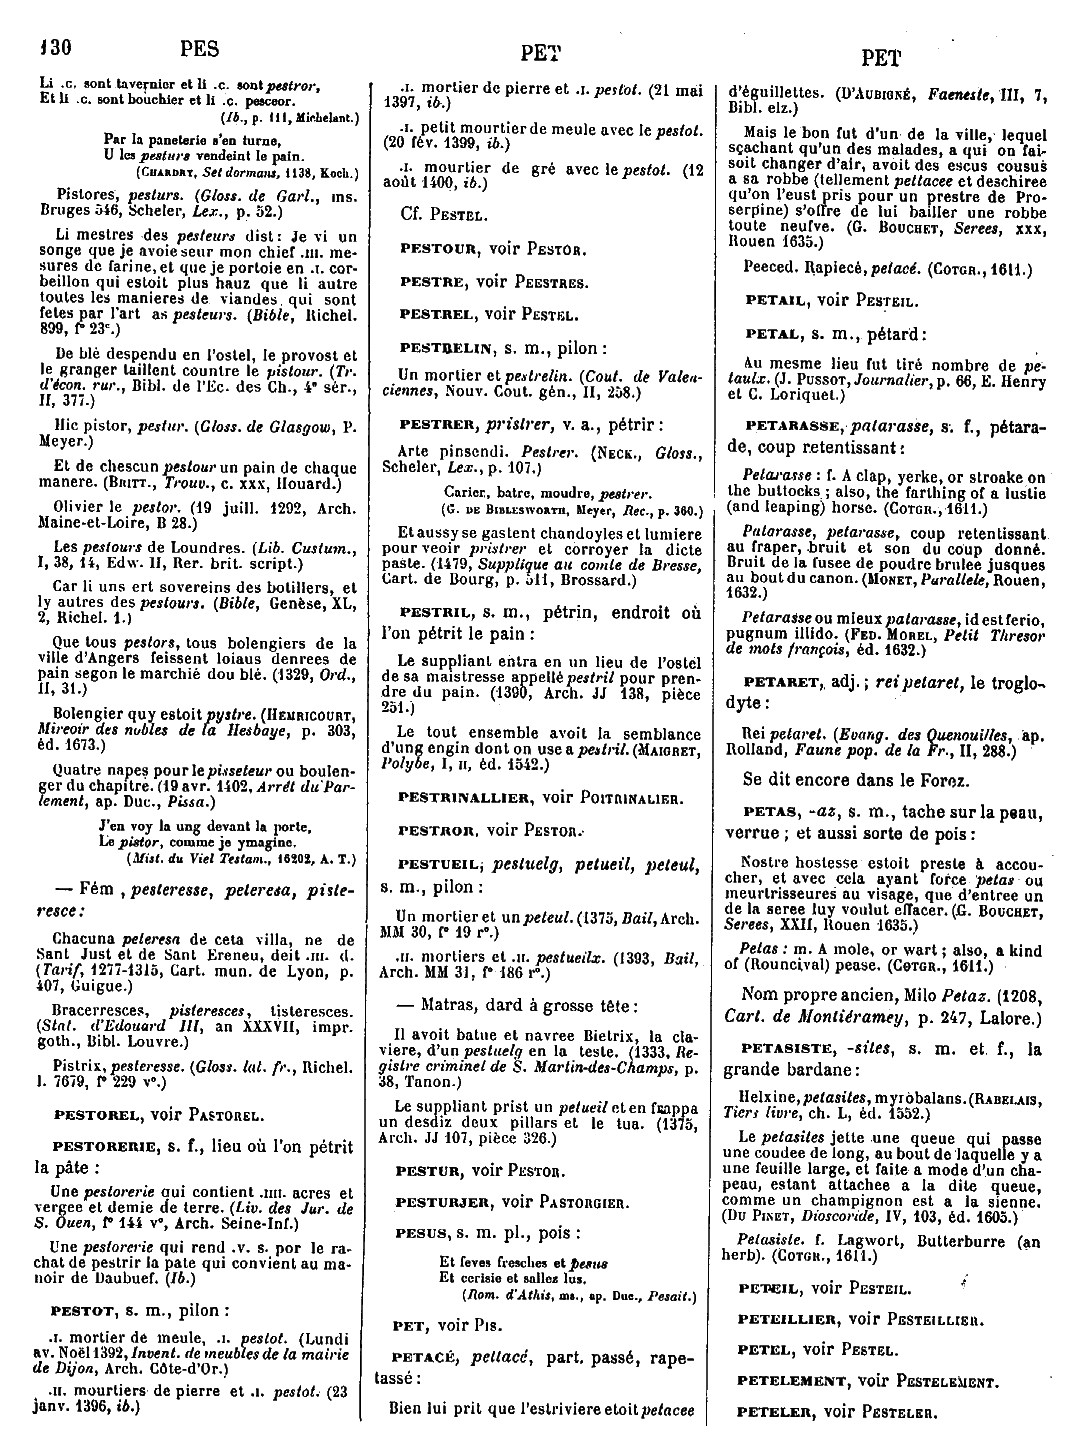 130 PES PET PET
Li .c. sont tavernier et li .c. sont pestror,
Et li .c. sont bouchier et li .c. pesceor.
(Ib., p. 111, Michelant.)
Par la paneterie s'en turne,
U les pesturs vendeint le pain.
(Chardry, Set dormans, 1138, Koch.)
Pistores, pesturs. (Gloss. de Garl., ms.
Bruges 546, Scheler, Lex., p. 52.)
Li mestres des pesteurs dist: Je vi un
songe que je avoie seur mon chief .III. me-
sures de farine, et que je portoie en .I. cor-
beillon qui estoit plus hauz que li autre
toutes les manieres de viandes qui sont
fetes par l'art as pesteurs. (Bible, Richel.
899, f° 23ᶜ.)
De blé despendu en l'ostel, le provost et
le granger taillent countre le pistour. (Tr.
d'écon. rur., Bibl. de l'Ec. des Ch., 4ᵉ sér.,
II, 377.)
Hic pistor, pestur. (Gloss. de Glasgow, P.
Meyer.)
Et de chescun pestour un pain de chaque
manere. (Britt., Trouv., c. xxx, Houard.)
Olivier le pestor. (19 juill. 1292, Arch.
Maine-et-Loire, B 28.)
Les pestours de Loundres. (Lib. Custum.,
I, 38, 14, Edw. II, Rer. brit. script.)
Car li uns ert sovereins des botillers, et
ly autres des pestours. (Bible, Genèse, XL,
2, Richel. 1.)
Que tous pestors, tous bolengiers de la
ville d'Angers feissent loiaus denrees de
pain segon le marchié dou blé. (1329, Ord.,
II, 31.)
Bolengier quy estoit pystre. (Hemricourt,
Mireoir des nobles de la Hesbaye, p. 303,
éd. 1673.)
Quatre napes pour le pisseteur ou boulen-
ger du chapitre. (19 avr. 1402, Arrêt du Par-
lement, ap. Duc., Pissa.)
J'en voy la ung devant la porte,
Le pistor, comme je ymagine.
(Mist. du Viel Testam., 16202, A. T.)
— Fém , pesteresse, peteresa, piste-
resce:
Chacuna peteresa de ceta villa, ne de
Sant Just et de Sant Ereneu, deit .IIII. d.
(Tarif, 1277-1315, Cart. mun. de Lyon, p.
407, Guigue.)
Bracerresces, pisteresces, tisteresces.
(Stat. d'Edouard III, an XXXVII, impr.
goth., Bibl. Louvre.)
Pistrix, pesteresse. (Gloss. lat. fr., Richel.
l. 7679, f° 229 v°.)
PESTOREL, voir Pastorel.
PESTORERIE, s. f., lieu où l'on pétrit
la pâte :
Une pestorerie qui contient .IIII. acres et
vergee et demie de terre. (Liv. des Jur. de
S. Ouen, f° 144 v°, Arch. Seine-Inf.)
Une pestorerie qui rend .v. s. por le ra-
chat de pestrir la pate qui convient au ma-
noir de Daubuef. (Ib.)
PESTOT, s. m., pilon :
.I. mortier de meule, .I. pestot. (Lundi
av. Noël 1392, Invent. de meubles de la mairie
de Dijon, Arch. Côte-d'Or.)
.II. mourtiers de pierre et .I. pestot. (23
janv. 1396, ib.)
.I. mortier de pierre et .I. pestot. (21 mai
1397, ib.)
.I. petit mourtier de meule avec le pestot.
(20 fév. 1399, ib.)
.I. mourtier de gré avec le pestot. (12
août 1400, ib.)
Cf. Pestel.
PESTOUR, voir Pestor.
PESTRE, voir Peestres.
PESTREL, voir Pestel.
PESTRELIN, s. m., pilon :
Un mortier et pestrelin. (Cout. de Valen-
ciennes, Nouv. Cout. gén., II, 258.)
PESTRER, pristrer, v. a., pétrir :
Arte pinsendi. Pestrer. (Neck., Gloss.,
Scheler, Lex., p. 107.)
Carier, batre, moudre, pestrer.
(G. de Biblesworth, Meyer, Rec., p. 360.)
Et aussy se gastent chandoyles et lumiere
pour veoir pristrer et corroyer la dicte
paste. (1479, Supplique au comte de Bresse,
Cart. de Bourg, p. 511, Brossard.)
PESTRIL, s. m., pétrin, endroit où
l'on pétrit le pain :
Le suppliant entra en un lieu de l'ostel
de sa maistresse appellé pestril pour pren-
dre du pain. (1390, Arch. JJ 138, pièce
251.)
Le tout ensemble avoit la semblance
d'ung engin dont on use a pestril. (Maigret,
Polybe, I, II, éd. 1542.)
PESTRINALLIER, voir Poitrinalier.
PESTROR, voir Pestor.
PESTUEIL, pestuelg, petueil, peteul,
s. m., pilon :
Un mortier et un peteul. (1375, Bail, Arch.
MM 30, f° 19 r°.)
.II. mortiers et .II. pestueilx. (1393, Bail,
Arch. MM 31, f° 186 r°.)
— Matras, dard à grosse tête :
Il avoit batue et navree Bietrix, la cla-
viere, d'un pestuelg en la teste. (1333, Re-
gistre criminel de S. Martin-des-Champs, p.
38, Tanon.)
Le suppliant prist un petueil et en frappa
un desdiz deux pillars et le tua. (1375,
Arch. JJ 107, pièce 326.)
PESTUR, voir Pestor.
PESTURJER, voir Pastorgier.
PESUS, s. m. pl., pois :
Et feves fresches et pesus
Et cerisie et sallez lus.
(Rom. d'Athis, ms., ap. Duc., Pesait.)
PET, voir Pis.
PETACÉ, pettacé, part. passé, rape-
tassé :
Bien lui prit que l'estriviere etoit petacee
d'éguillettes. (D'Aubigné, Faeneste, III, 7,
Bibl. elz.)
Mais le bon fut d'un de la ville, lequel
sçachant qu'un des malades, a qui on fai-
soit changer d'air, avoit des escus cousus
a sa robbe (tellement pettacee et deschiree
qu'on l'eust pris pour un prestre de Pro-
serpine) s'offre de lui bailler une robbe
toute neufve. (G. Bouchet, Serees, xxx,
Rouen 1635.)
Peeced. Rapiecé, petacé. (Cotgr., 1611.)
PETAIL, voir Pesteil.
PETAL, s. m., pétard :
Au mesme lieu fut tiré nombre de pe-
taulx. (J. Pussot, Journalier, p. 66, E. Henry
et C. Loriquet.)
PETARASSE, patarasse, s. f., pétara-
de, coup retentissant :
Petarasse : f. A clap, yerke, or stroake on
the buttocks ; also, the farthing of a lustie
(and leaping) horse. (Cotgr., 1611.)
Patarasse, petarasse, coup retentissant
au fraper, bruit et son du coup donné.
Bruit de la fusee de poudre brulee jusques
au bout du canon. (Monet, Parallele, Rouen,
1632.)
Petarasse ou mieux patarasse, id est ferio,
pugnum illido. (Fed. Morel, Petit Thresor
de mots françois, éd. 1632.)
PETARET, adj. ; rei petaret, le troglo-
dyte :
Rei petaret. (Evang. des Quenouilles, ap.
Rolland, Faune pop. de la Fr., II, 288.)
Se dit encore dans le Forez.
PETAS, -az, s. m., tache sur la peau,
verrue ; et aussi sorte de pois :
Nostre hostesse estoit preste à accou-
cher, et avec cela ayant force petas ou
meurtrisseures au visage, que d'entree un
de la seree luy voulut effacer. (G. Bouchet,
Serees, XXII, Rouen 1635.)
Petas : m. A mole, or wart ; also, a kind
of (Rouncival) pease. (Cotgr., 1611.)
Nom propre ancien, Milo Petaz. (1208,
Cart. de Montiéramey, p. 247, Lalore.)
PETASISTE, -sites, s. m. et f., la
grande bardane :
Helxine, petasites, myrobalans. (Rabelais,
Tiers livre, ch. L, éd. 1552.)
Le petasites jette une queue qui passe
une coudee de long, au bout de laquelle y a
une feuille large, et faite a mode d'un cha-
peau, estant attachee a la dite queue,
comme un champignon est a la sienne.
(Du Pinet, Dioscoride, IV, 103, éd. 1605.)
Petasiste. f. Lagwort, Butterburre (an
herb). (Cotgr., 1611.)
PETEIL, voir Pesteil.
PETEILLIER, voir Pesteillier.
PETEL, voir Pestel.
PETELEMENT, voir Pestelement.
PETELER, voir Pesteler.